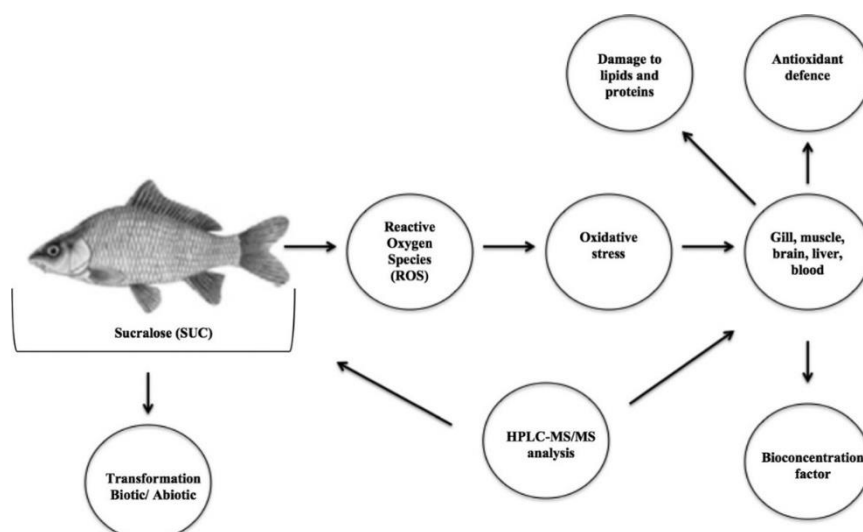 Damage to
lipids and
proteins
Antioxidant
defence
Reactive
Oxygen
Species
(ROS)
Oxidative
stress
Gill, muscle,
brain, liver,
blood
Sucralose (SUC)
HPLC-MS/MS
analysis
Transformation
Biotic/ Abiotic
Bioconcentration
factor